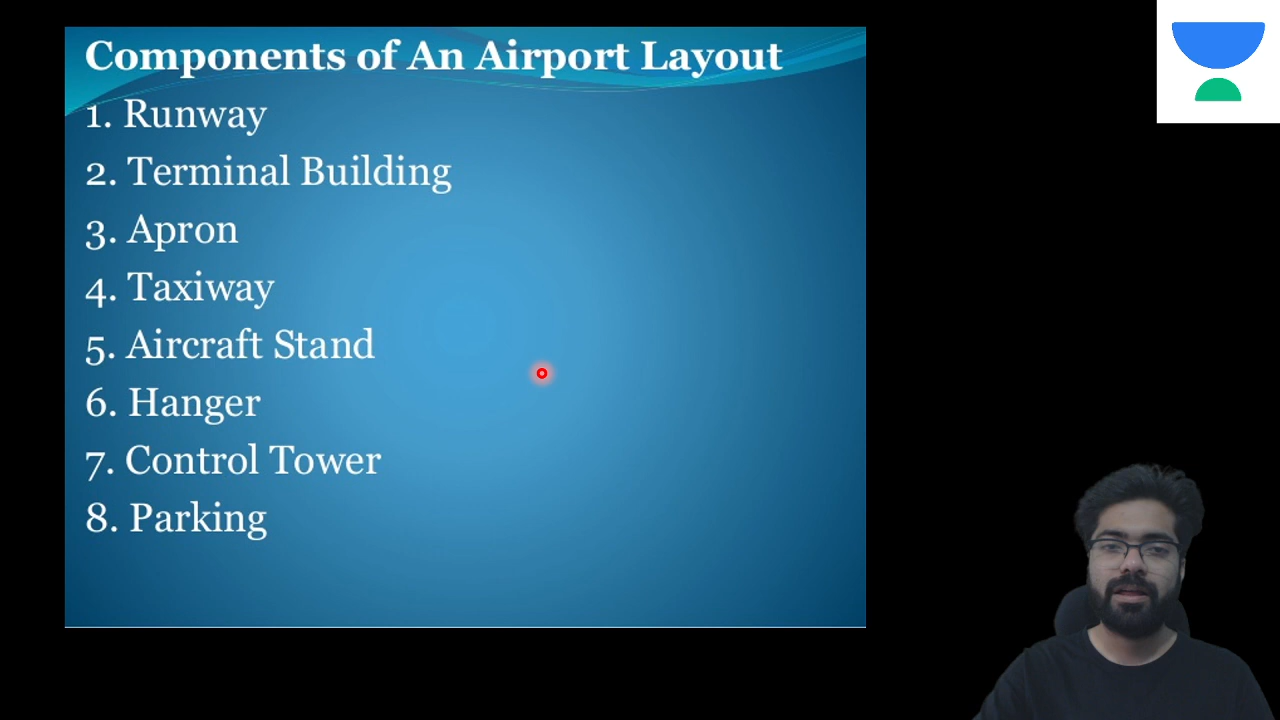 Components of An Airport Layout
1. Runway
2. Terminal Building
3. Apron
4. Taxiway
5. Aircraft Stand
6. Hanger
7. Control Tower
8. Parking